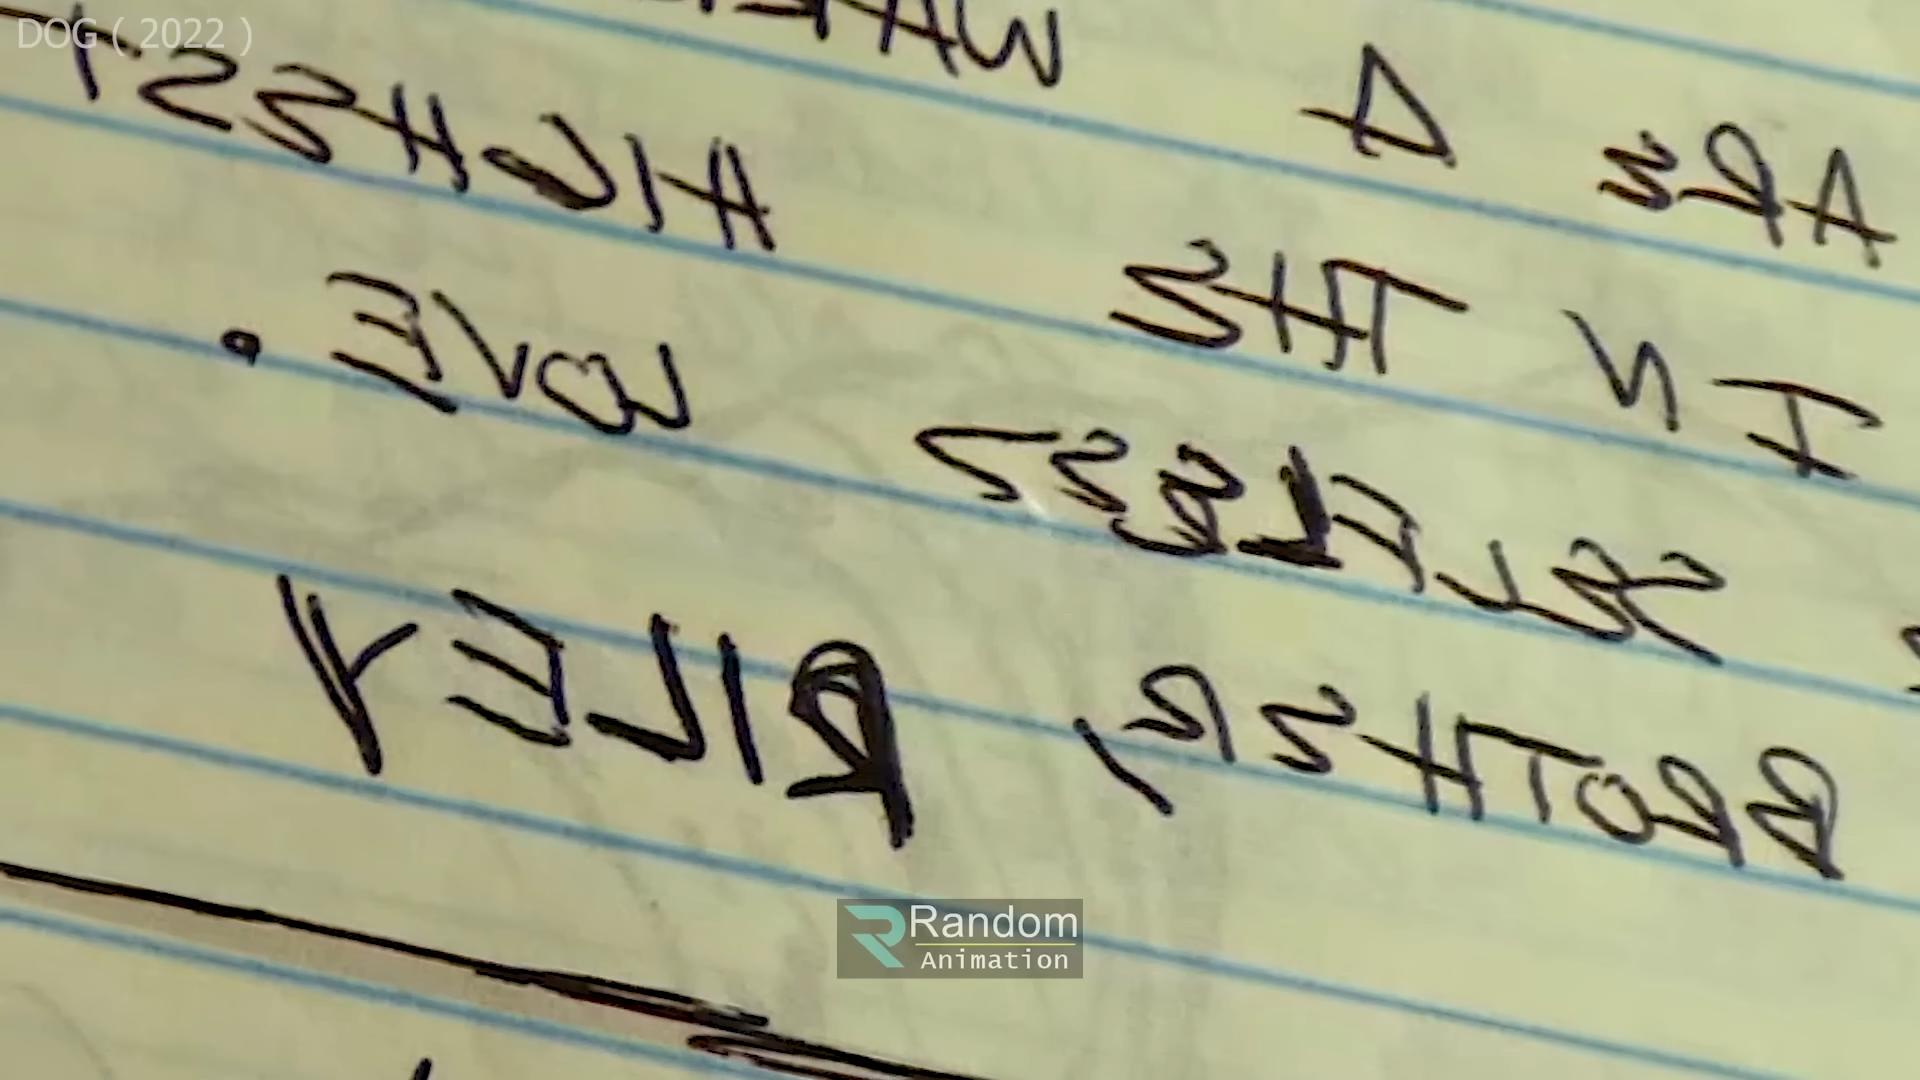 DOG ( 2022 )
ARE A
IN THE HIGHEST
SELFLESS LOVE.
BROTHER, RILEY
Random
Animation